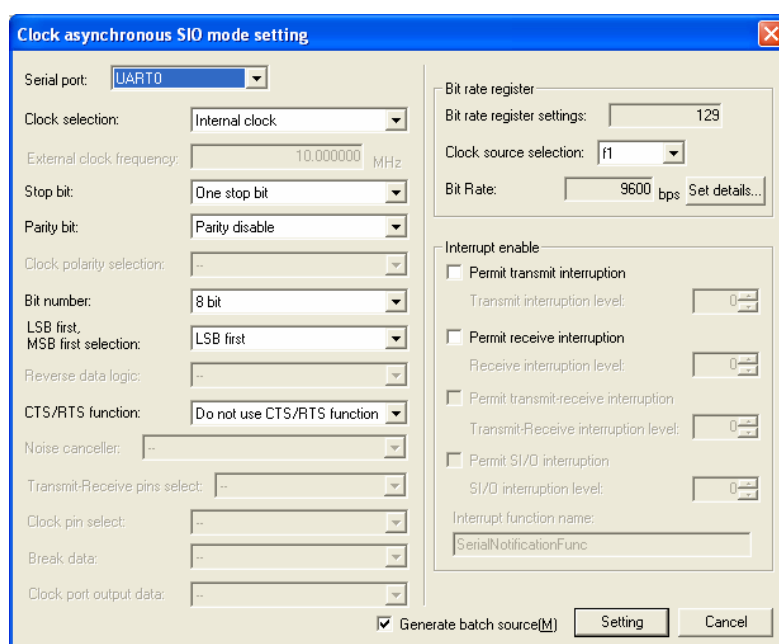 Clock asynchronous SIO mode setting
Serial port: UART0
Clock selection: Internal clock
External clock frequency: 10.000000 MHz
Stop bit: One stop bit
Parity bit: Parity disable
Clock polarity selection: --
Bit number: 8 bit
LSB first,
MSB first selection: LSB first
Reverse data logic: --
CTS/RTS function: Do not use CTS/RTS function
Noise canceller: --
Transmit-Receive pins select: --
Clock pin select: --
Break data: --
Clock port output data: --
Bit rate register
Bit rate register settings: 129
Clock source selection: f1
Bit Rate: 9600 bps Set details...
Interrupt enable
Permit transmit interruption
Transmit interruption level: 0
Permit receive interruption
Receive interruption level: 0
Permit transmit-receive interruption
Transmit-Receive interruption level: 0
Permit SI/O interruption
SI/O interruption level: 0
Interrupt function name:
SerialNotificationFunc
Generate batch source(M) Setting Cancel